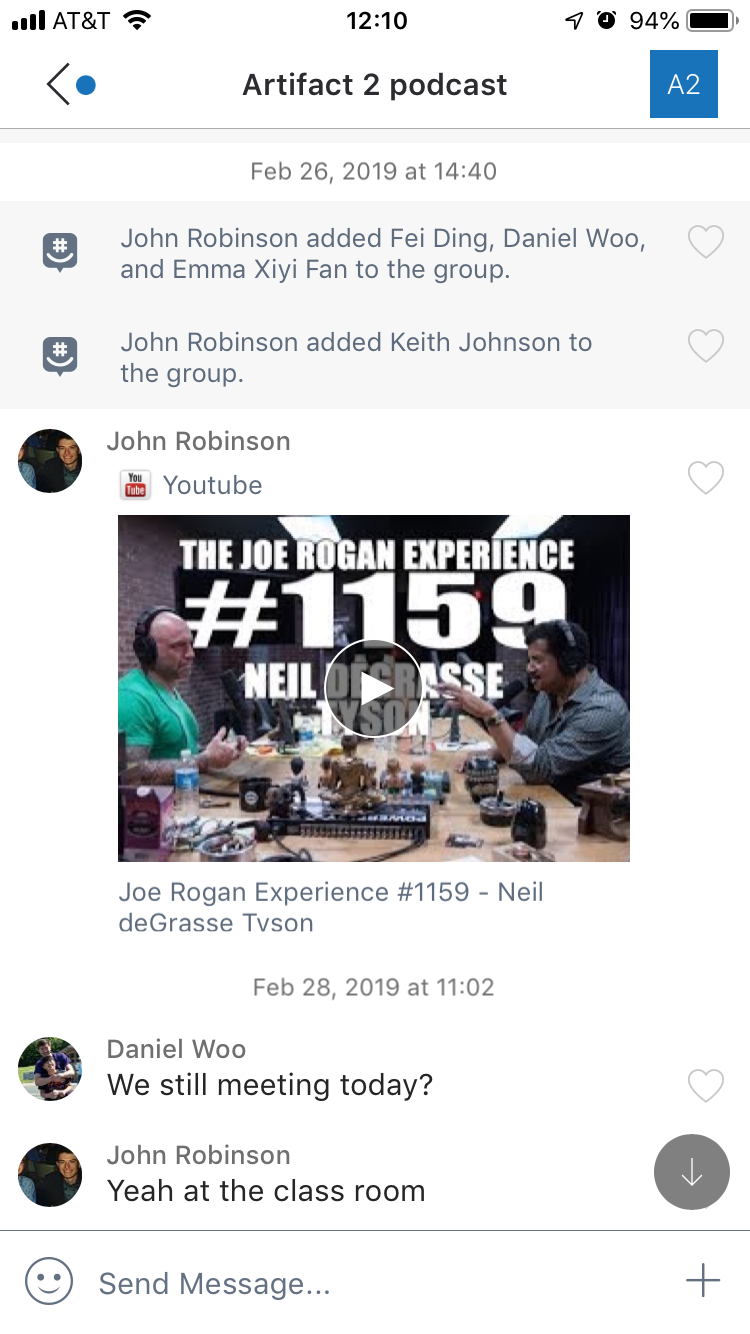 AT&T
12:10
94%
Artifact 2 podcast
A2
Feb 26, 2019 at 14:40
#
John Robinson added Fei Ding, Daniel Woo,
and Emma Xiyi Fan to the group.
#
John Robinson added Keith Johnson to
the group.
John Robinson
You
Tube
Youtube
THE JOE ROGAN EXPERIENCE
#1159
NEIL DEGRASSE
TYSON
POWERPL
Joe Rogan Experience #1159 - Neil
deGrasse Tyson
Feb 28, 2019 at 11:02
Daniel Woo
We still meeting today?
John Robinson
Yeah at the class room
Send Message...